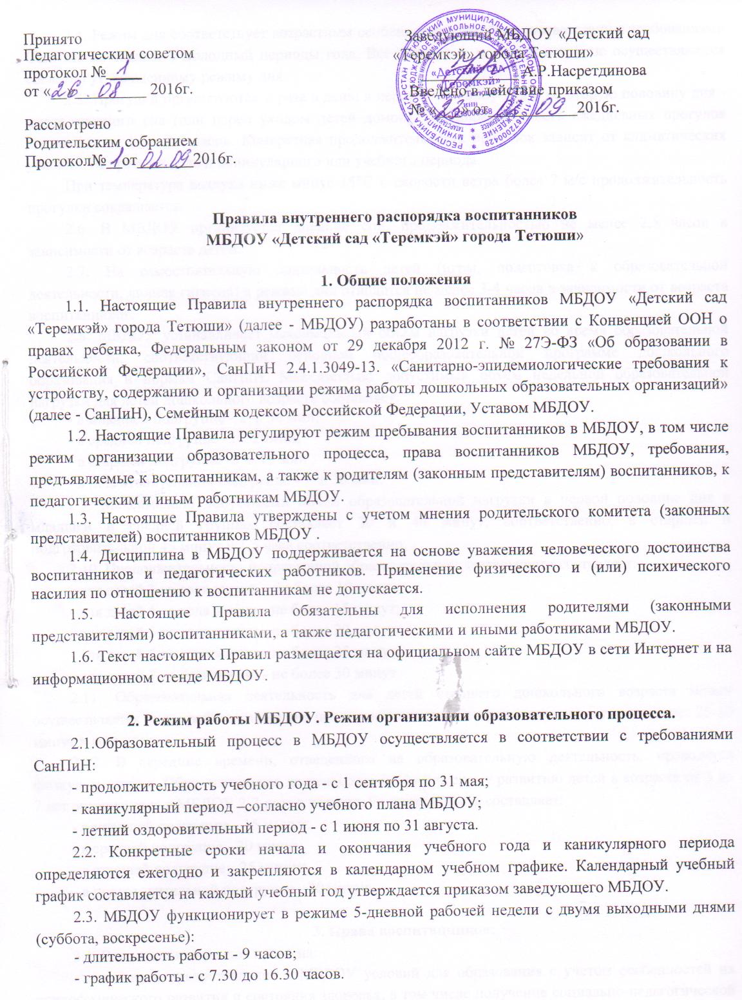 Принято
Педагогическим советом
протокол № 1
от «26 . 08 2016г.
Рассмотрено
Родительским собранием
Протокол№ 1 от 02.09 2016г.
Заведующий МБДОУ «Детский сад
«Теремкэй» города Тетюши»
А.Р.Насретдинова
Введено в действие приказом
№ « от 09 2016г.
«Детский сад
«Теремкэй»
города Тетюши»
ИНН
Правила внутреннего распорядка воспитанников
МБДОУ «Детский сад «Теремкэй» города Тетюши»
1. Общие положения
1.1. Настоящие Правила внутреннего распорядка воспитанников МБДОУ «Детский сад
«Теремкэй» города Тетюши» (далее - МБДОУ) разработаны в соответствии с Конвенцией ООН о
правах ребенка, Федеральным законом от 29 декабря 2012 г. № 27Э-ФЗ «Об образовании в
Российской Федерации», СанПиН 2.4.1.3049-13. «Санитарно-эпидемиологические требования к
устройству, содержанию и организации режима работы дошкольных образовательных организаций»
(далее - СанПиН), Семейным кодексом Российской Федерации, Уставом МБДОУ.
1.2. Настоящие Правила регулируют режим пребывания воспитанников в МБДОУ, в том числе
режим организации образовательного процесса, права воспитанников МБДОУ, требования,
предъявляемые к воспитанникам, а также к родителям (законным представителям) воспитанников, к
педагогическим и иным работникам МБДОУ.
1.3. Настоящие Правила утверждены с учетом мнения родительского комитета (законных
представителей) воспитанников МБДОУ .
1.4. Дисциплина в МБДОУ поддерживается на основе уважения человеческого достоинства
воспитанников и педагогических работников. Применение физического и (или) психического
насилия по отношению к воспитанникам не допускается.
1.5. Настоящие Правила обязательны для исполнения родителями (законными
представителями) воспитанниками, а также педагогическими и иными работниками МБДОУ.
1.6. Текст настоящих Правил размещается на официальном сайте МБДОУ в сети Интернет и на
информационном стенде МБДОУ.
2. Режим работы МБДОУ. Режим организации образовательного процесса.
2.1.Образовательный процесс в МБДОУ осуществляется в соответствии с требованиями
СанПиН:
- продолжительность учебного года - с 1 сентября по 31 мая;
- каникулярный период –согласно учебного плана МБДОУ;
- летний оздоровительный период - с 1 июня по 31 августа.
2.2. Конкретные сроки начала и окончания учебного года и каникулярного периода
определяются ежегодно и закрепляются в календарном учебном графике. Календарный учебный
график составляется на каждый учебный год утверждается приказом заведующего МБДОУ.
2.3. МБДОУ функционирует в режиме 5-дневной рабочей недели с двумя выходными днями
(суббота, воскресенье):
- длительность работы - 9 часов;
- график работы - с 7.30 до 16.30 часов.